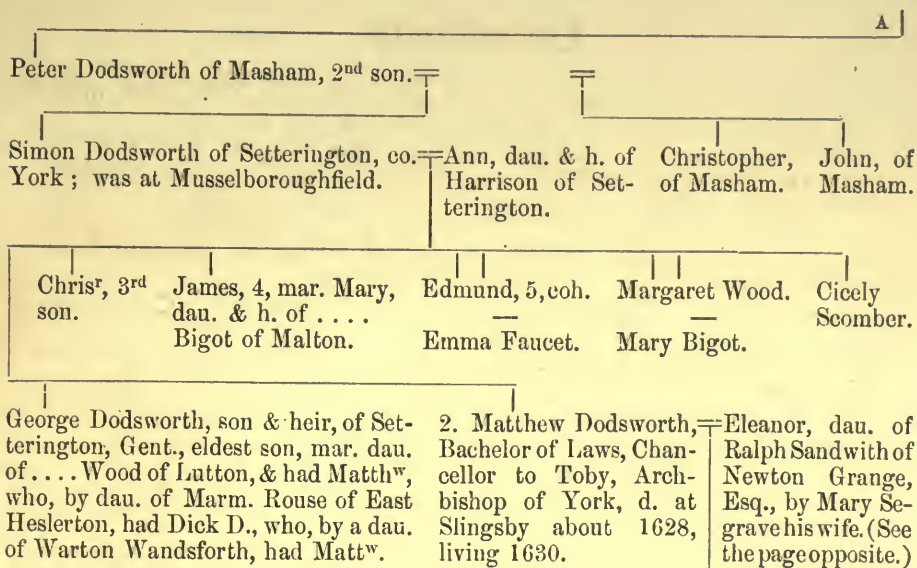 A
Peter Dodsworth of Masham, 2nd son.
Simon Dodsworth of Setterington, co.
York ; was at Musselboroughfield.
Ann, dau. & h. of
Harrison of Set-
terington.
Christopher,
of Masham.
John, of
Masham.
Chrisr, 3rd
son.
James, 4, mar. Mary,
dau. & h. of . . . .
Bigot of Malton.
Edmund, 5, coh.
—
Emma Faucet.
Margaret Wood.
—
Mary Bigot.
Cicely
Scomber.
George Dodsworth, son & heir, of Set-
terington, Gent., eldest son, mar. dau.
of . . . . Wood of Lutton, & had Matthw,
who, by dau. of Marm. Rouse of East
Heslerton, had Dick D., who, by a dau.
of Warton Wandsforth, had Mattw.
2. Matthew Dodsworth,
Bachelor of Laws, Chan-
cellor to Toby, Arch-
bishop of York, d. at
Slingsby about 1628,
living 1630.
Eleanor, dau. of
Ralph Sandwith of
Newton Grange,
Esq., by Mary Se-
grave his wife. (See
the page opposite.)